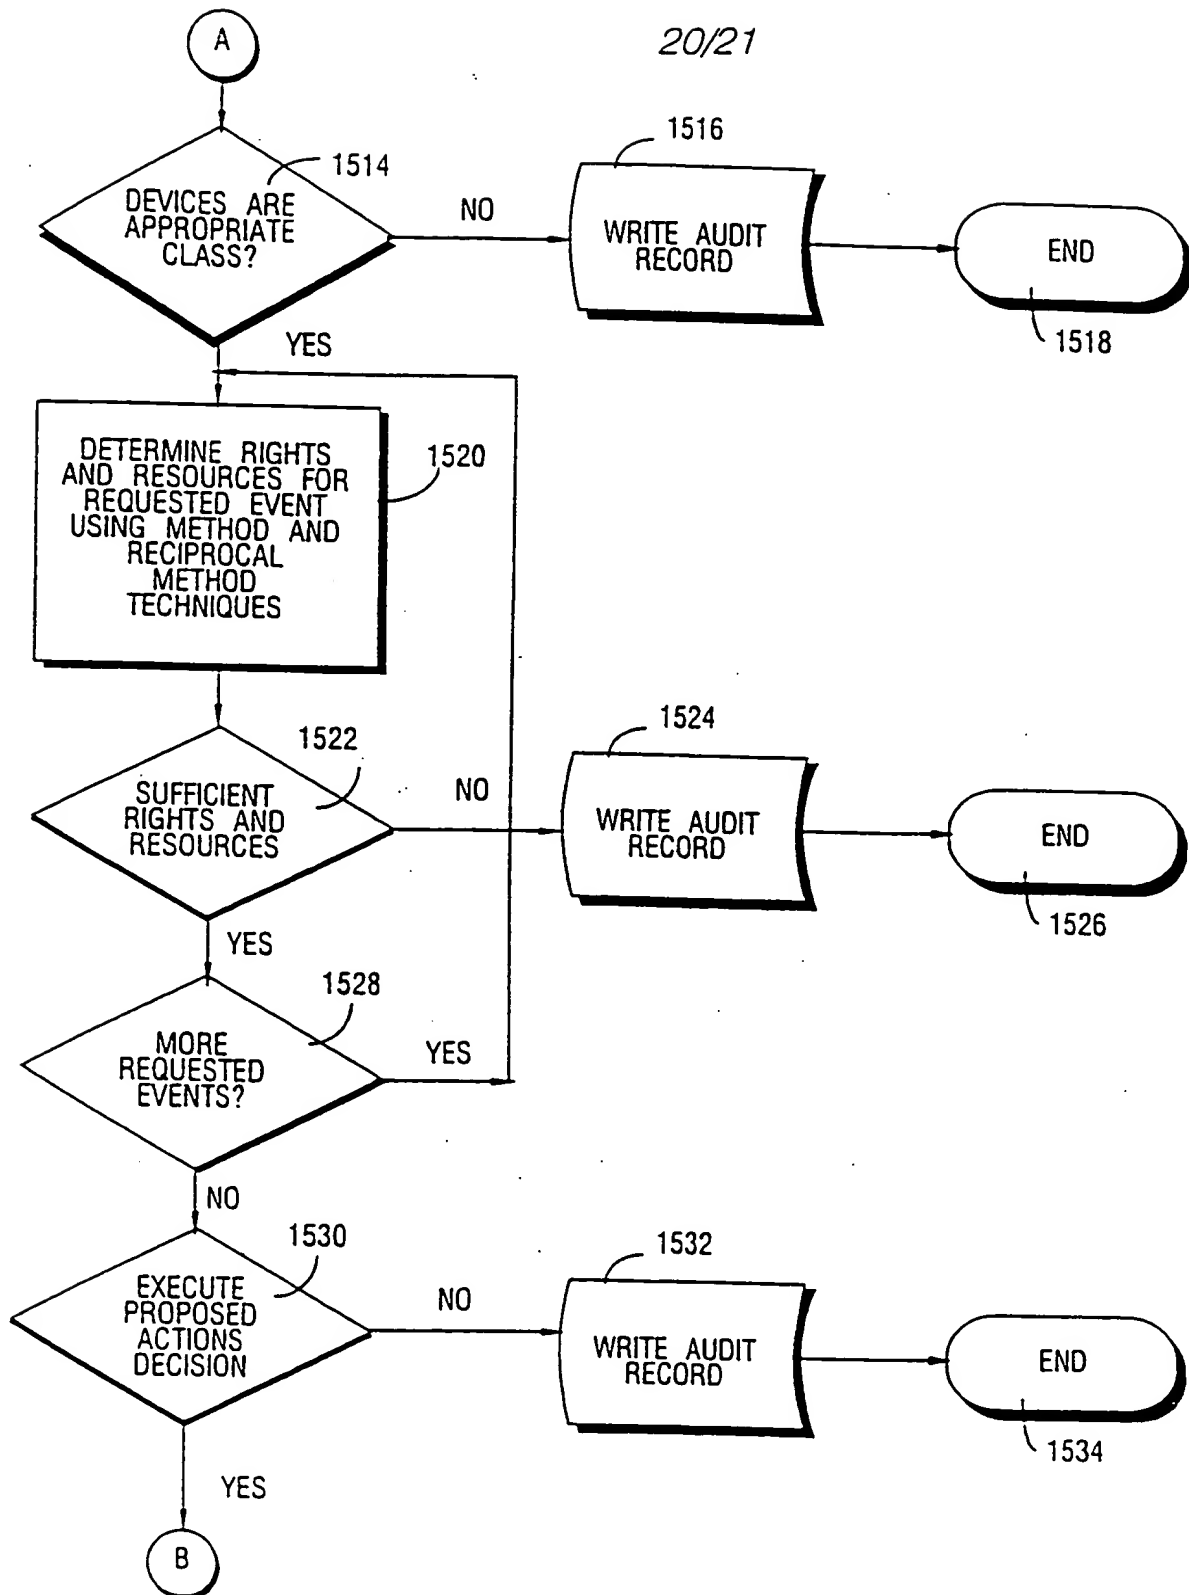 20/21
A
1514
DEVICES ARE
APPROPRIATE
CLASS?
NO
1516
WRITE AUDIT
RECORD
END
1518
YES
DETERMINE RIGHTS
AND RESOURCES FOR
REQUESTED EVENT
USING METHOD AND
RECIPROCAL
METHOD
TECHNIQUES
1520
1522
SUFFICIENT
RIGHTS AND
RESOURCES
NO
1524
WRITE AUDIT
RECORD
END
1526
YES
1528
MORE
REQUESTED
EVENTS?
YES
NO
1530
EXECUTE
PROPOSED
ACTIONS
DECISION
NO
1532
WRITE AUDIT
RECORD
END
1534
YES
B